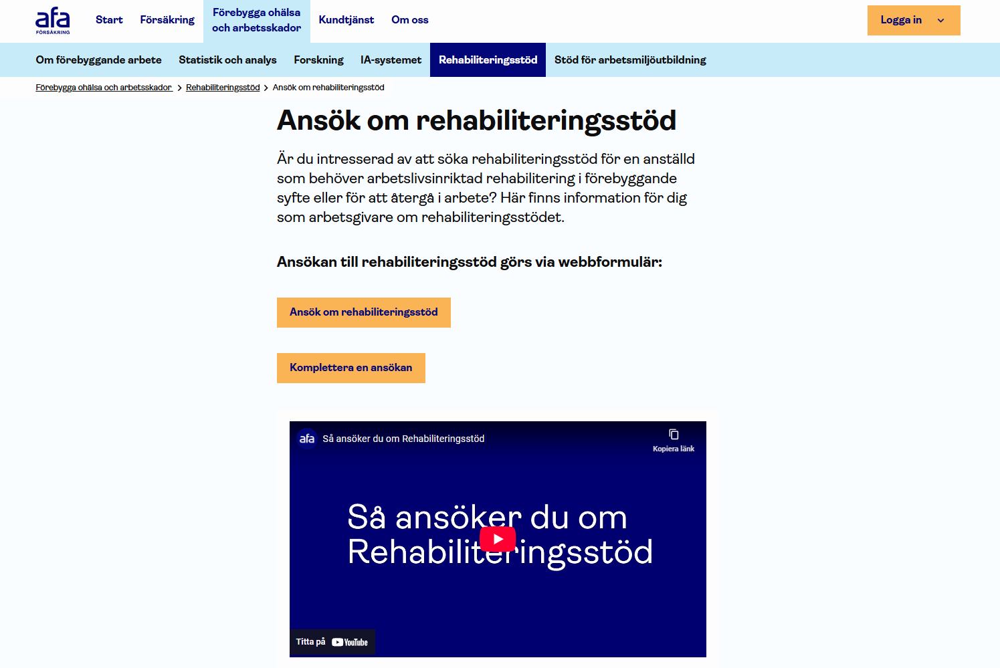 afa
FÖRSÄKRING
Start
Försäkring
Förebygga ohälsa
och arbetsskador
Kundtjänst
Om oss
Logga in
Om förebyggande arbete
Statistik och analys
Forskning
IA-systemet
Rehabiliteringsstöd
Stöd för arbetsmiljöutbildning
Förebygga ohälsa och arbetsskador > Rehabiliteringsstöd > Ansök om rehabiliteringsstöd
Ansök om rehabiliteringsstöd
Är du intresserad av att söka rehabiliteringsstöd för en anställd
som behöver arbetslivsinriktad rehabilitering i förebyggande
syfte eller för att återgå i arbete? Här finns information för dig
som arbetsgivare om rehabiliteringsstödet.
Ansökan till rehabiliteringsstöd görs via webbformulär:
Ansök om rehabiliteringsstöd
Komplettera en ansökan
afa
Så ansöker du om Rehabiliteringsstöd
Kopiera länk
Så ansöker du om
Rehabiliteringsstöd
Titta på YouTube